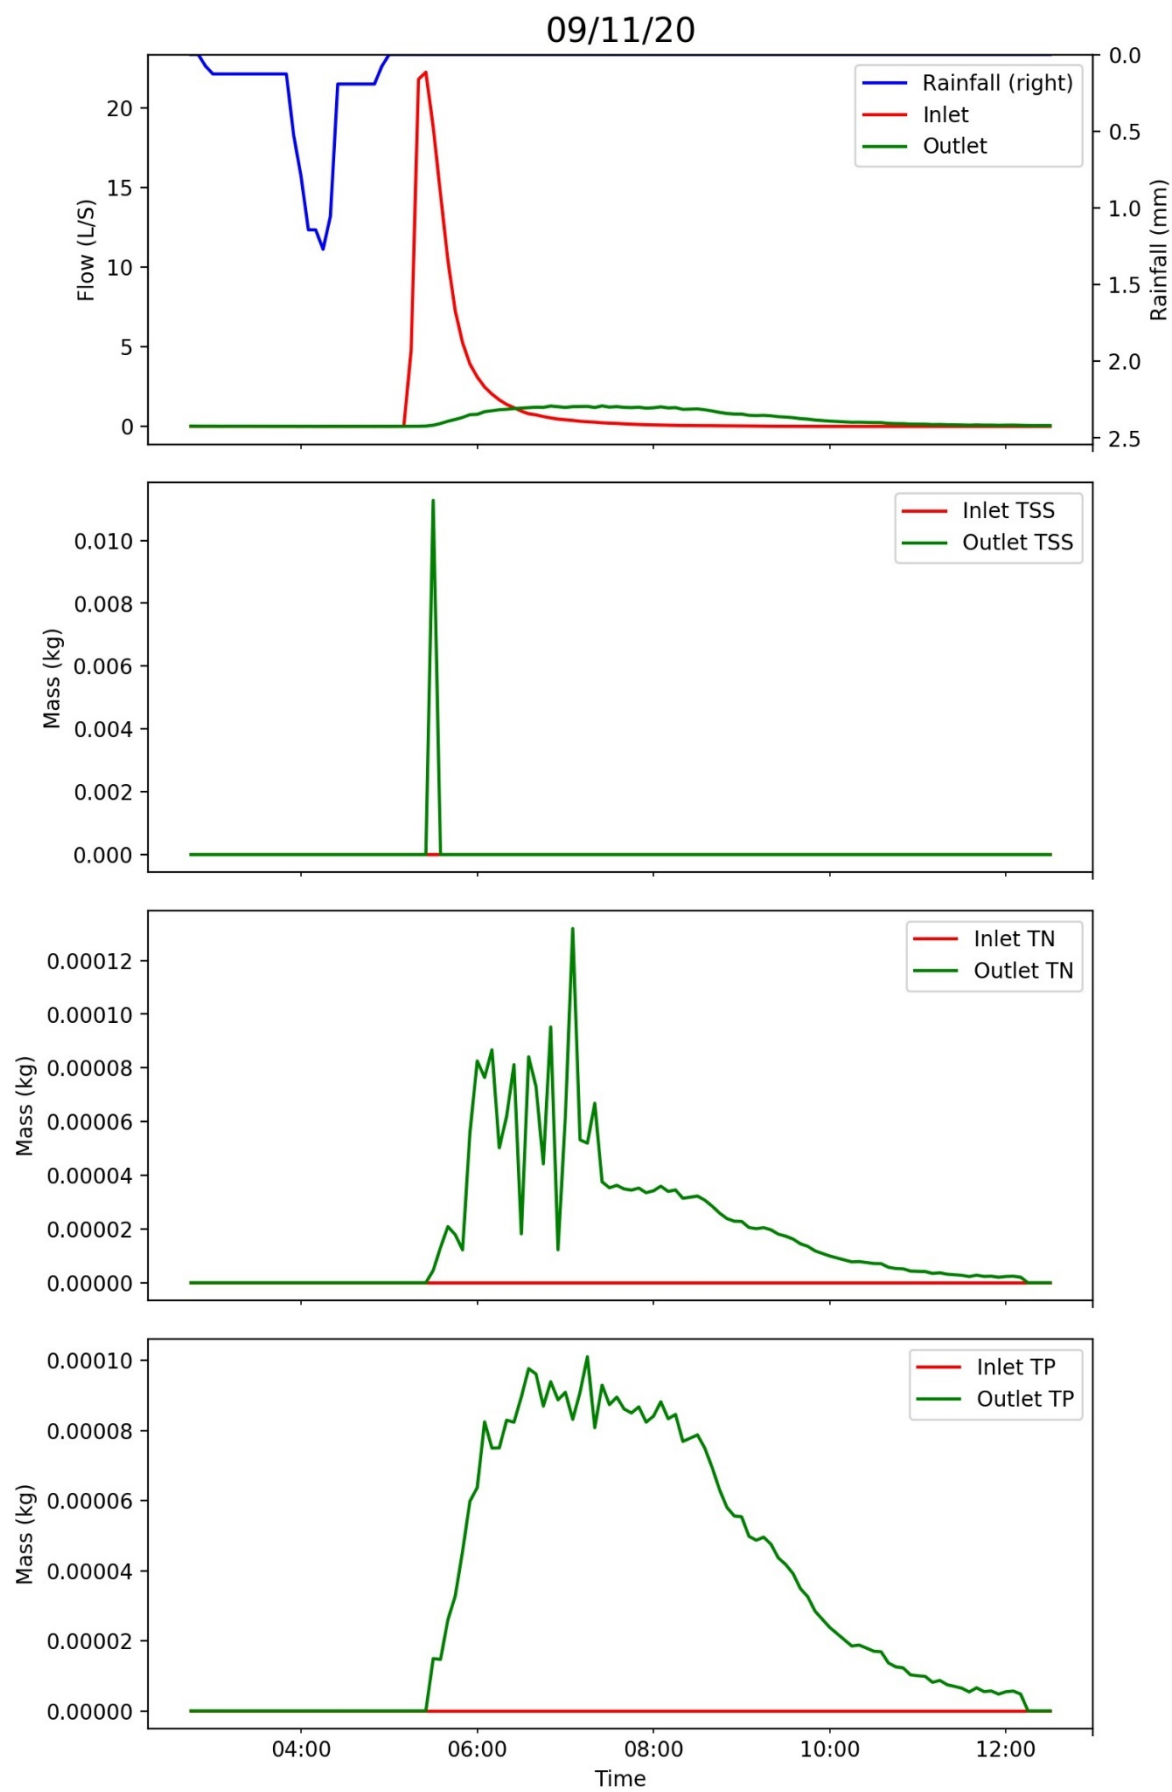 09/11/20
Flow (L/S)
20
15
10
5
0
Rainfall (right)
Inlet
Outlet
0.0
0.5
1.0
1.5
2.0
2.5
Rainfall (mm)
Mass (kg)
0.010
0.008
0.006
0.004
0.002
0.000
Inlet TSS
Outlet TSS
Mass (kg)
0.00012
0.00010
0.00008
0.00006
0.00004
0.00002
0.00000
Inlet TN
Outlet TN
Mass (kg)
0.00010
0.00008
0.00006
0.00004
0.00002
0.00000
Inlet TP
Outlet TP
04:00 06:00 08:00 10:00 12:00
Time